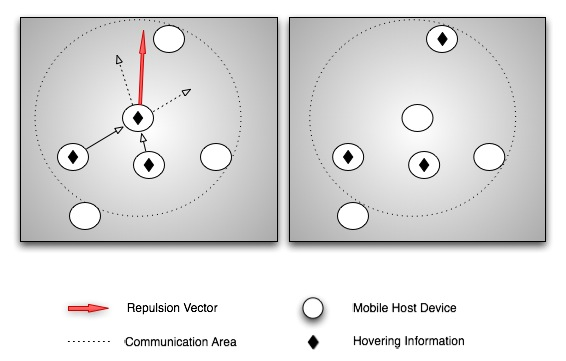 Repulsion Vector
Mobile Host Device
Communication Area
Hovering Information